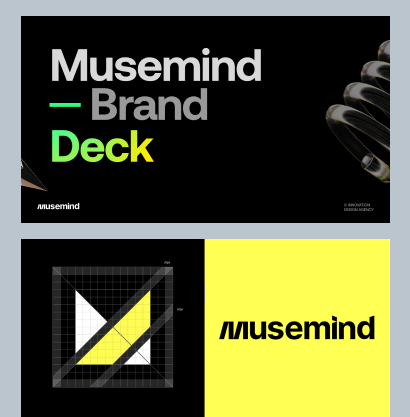 Musemind
— Brand
Deck
musemind
© INNOVATION
DESIGN AGENCY
musemind